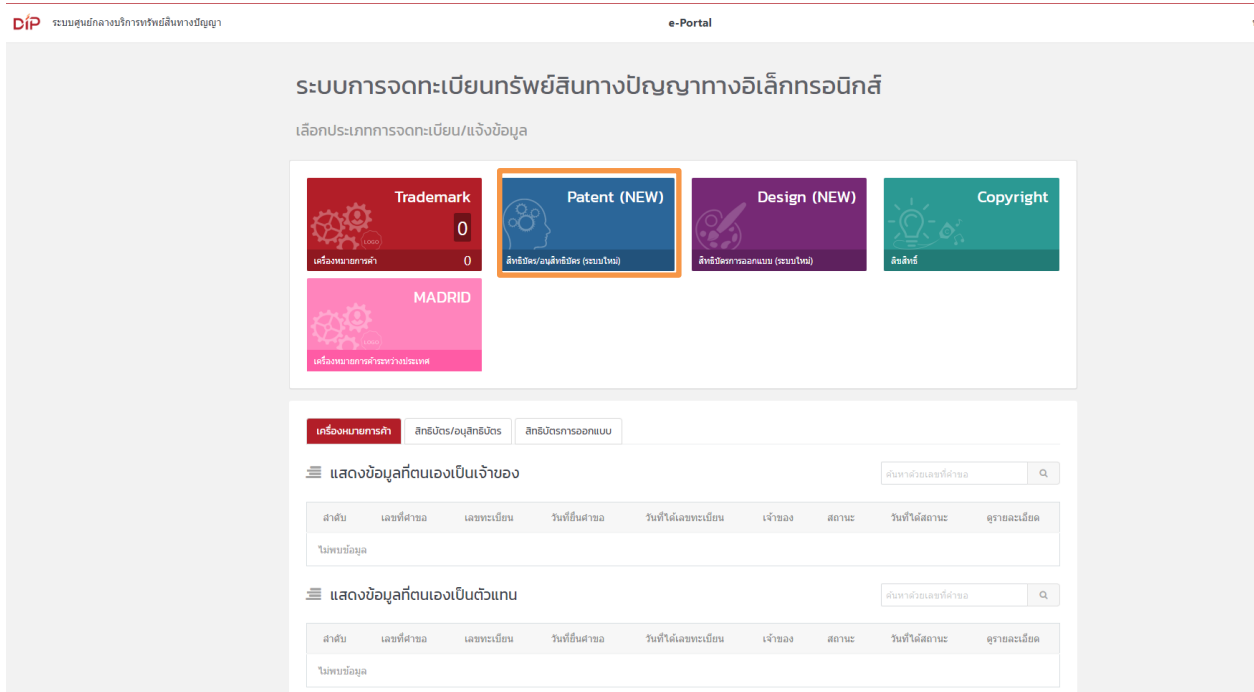 DIP ระบบศูนย์กลางบริการทรัพย์สินทางปัญญา
e-Portal
ระบบการจดทะเบียนทรัพย์สินทางปัญญาทางอิเล็กทรอนิกส์
เลือกประเภทการจดทะเบียน/แจ้งข้อมูล
Trademark
0
LOGO
เครื่องหมายการค้า 0
Patent (NEW)
สิทธิบัตร/อนุสิทธิบัตร (ระบบใหม่)
Design (NEW)
สิทธิบัตรการออกแบบ (ระบบใหม่)
Copyright
ลิขสิทธิ์
MADRID
LOGO
เครื่องหมายการค้าระหว่างประเทศ
เครื่องหมายการค้า สิทธิบัตร/อนุสิทธิบัตร สิทธิบัตรการออกแบบ
แสดงข้อมูลที่ตนเองเป็นเจ้าของ ค้นหาด้วยเลขที่คำขอ
ลำดับ เลขที่คำขอ เลขทะเบียน วันที่ยื่นคำขอ วันที่ได้เลขทะเบียน เจ้าของ สถานะ วันที่ได้สถานะ ดูรายละเอียด
ไม่พบข้อมูล
แสดงข้อมูลที่ตนเองเป็นตัวแทน ค้นหาด้วยเลขที่คำขอ
ลำดับ เลขที่คำขอ เลขทะเบียน วันที่ยื่นคำขอ วันที่ได้เลขทะเบียน เจ้าของ สถานะ วันที่ได้สถานะ ดูรายละเอียด
ไม่พบข้อมูล